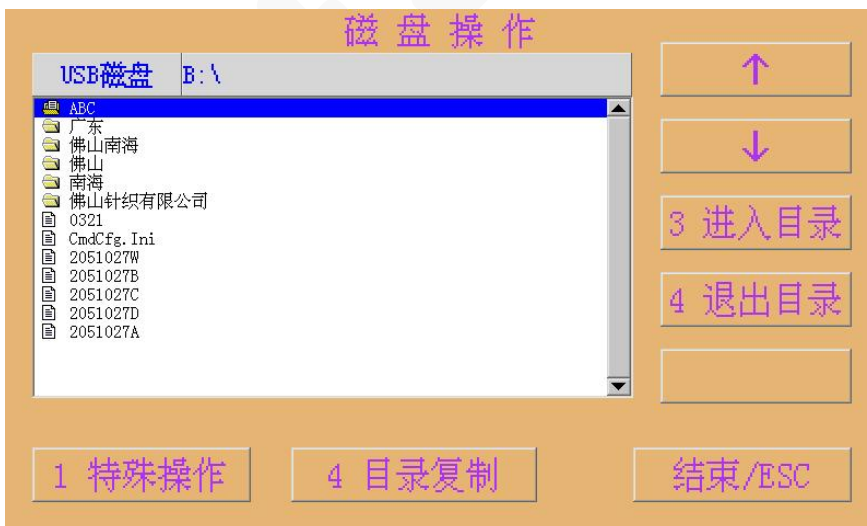 磁盘操作
USB磁盘 B:\
↑
ABC
广东
↓
佛山南海
佛山
南海
佛山针织有限公司
3 进入目录
0321
CmdCfg.Ini
2051027W
2051027B
4 退出目录
2051027C
2051027D
2051027A
1 特殊操作
4 目录复制
结束/ESC